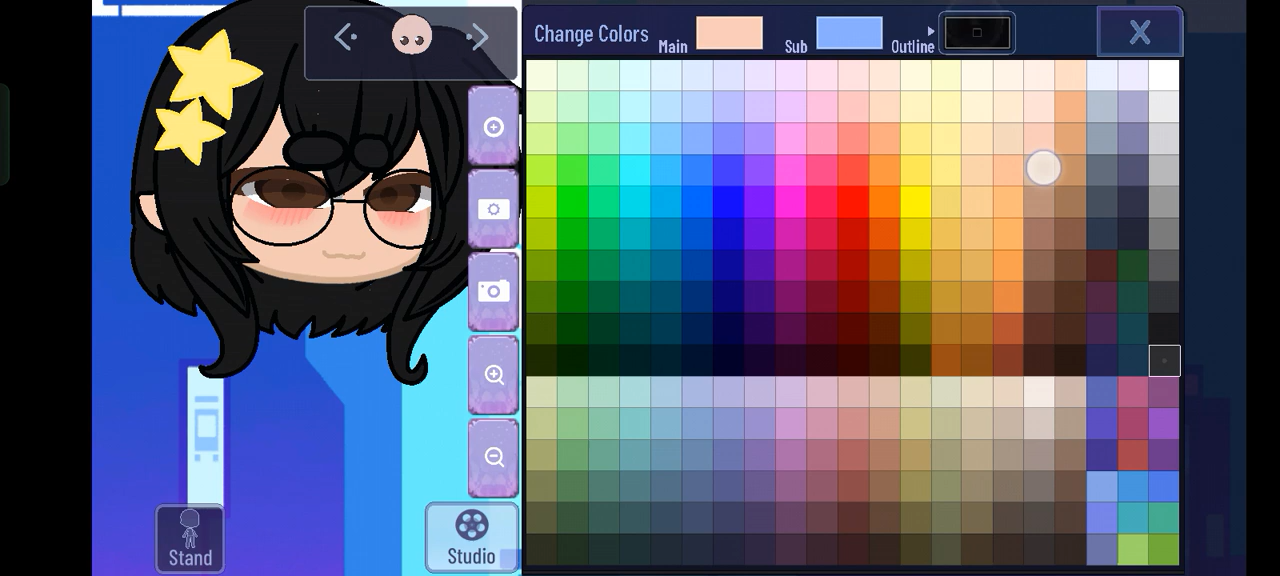 Change Colors
Main
Sub
Outline
X
Stand
Studio